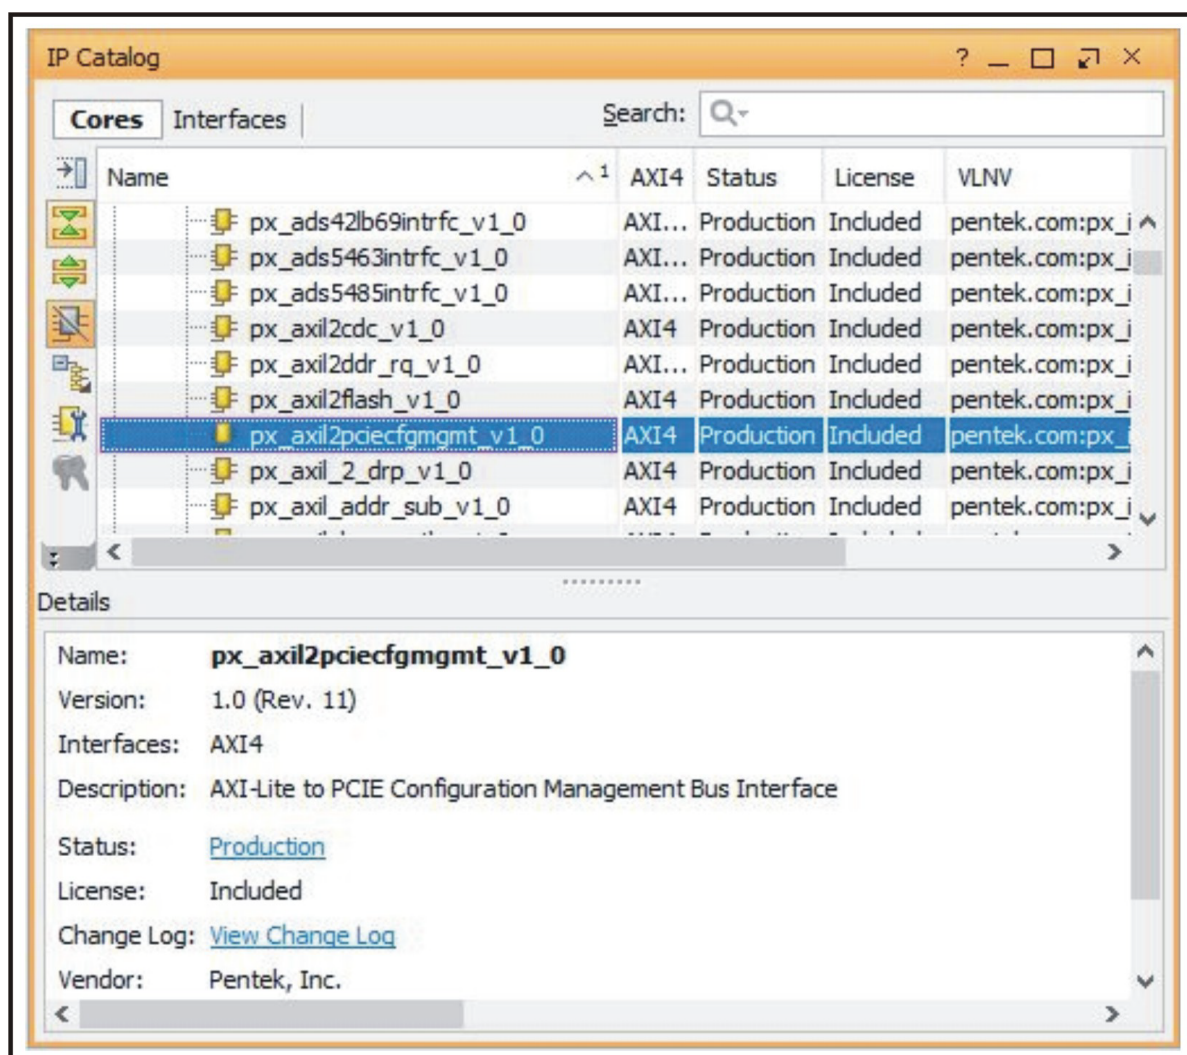 IP Catalog ? _ × 
Cores Interfaces Search:
Name 1 AXI4 Status License VLNV
px_ads42lb69intrfc_v1_0 AXI... Production Included pentek.com:px_i
px_ads5463intrfc_v1_0 AXI... Production Included pentek.com:px_i
px_ads5485intrfc_v1_0 AXI... Production Included pentek.com:px_i
px_axil2cdc_v1_0 AXI4 Production Included pentek.com:px_i
px_axil2ddr_rq_v1_0 AXI... Production Included pentek.com:px_i
px_axil2flash_v1_0 AXI4 Production Included pentek.com:px_i
px_axil2pciecfgmgmt_v1_0 AXI4 Production Included pentek.com:px_i
px_axil_2_drp_v1_0 AXI4 Production Included pentek.com:px_i
px_axil_addr_sub_v1_0 AXI4 Production Included pentek.com:px_i
Details
Name: px_axil2pciecfgmgmt_v1_0
Version: 1.0 (Rev. 11)
Interfaces: AXI4
Description: AXI-Lite to PCIE Configuration Management Bus Interface
Status: Production
License: Included
Change Log: View Change Log
Vendor: Pentek, Inc.